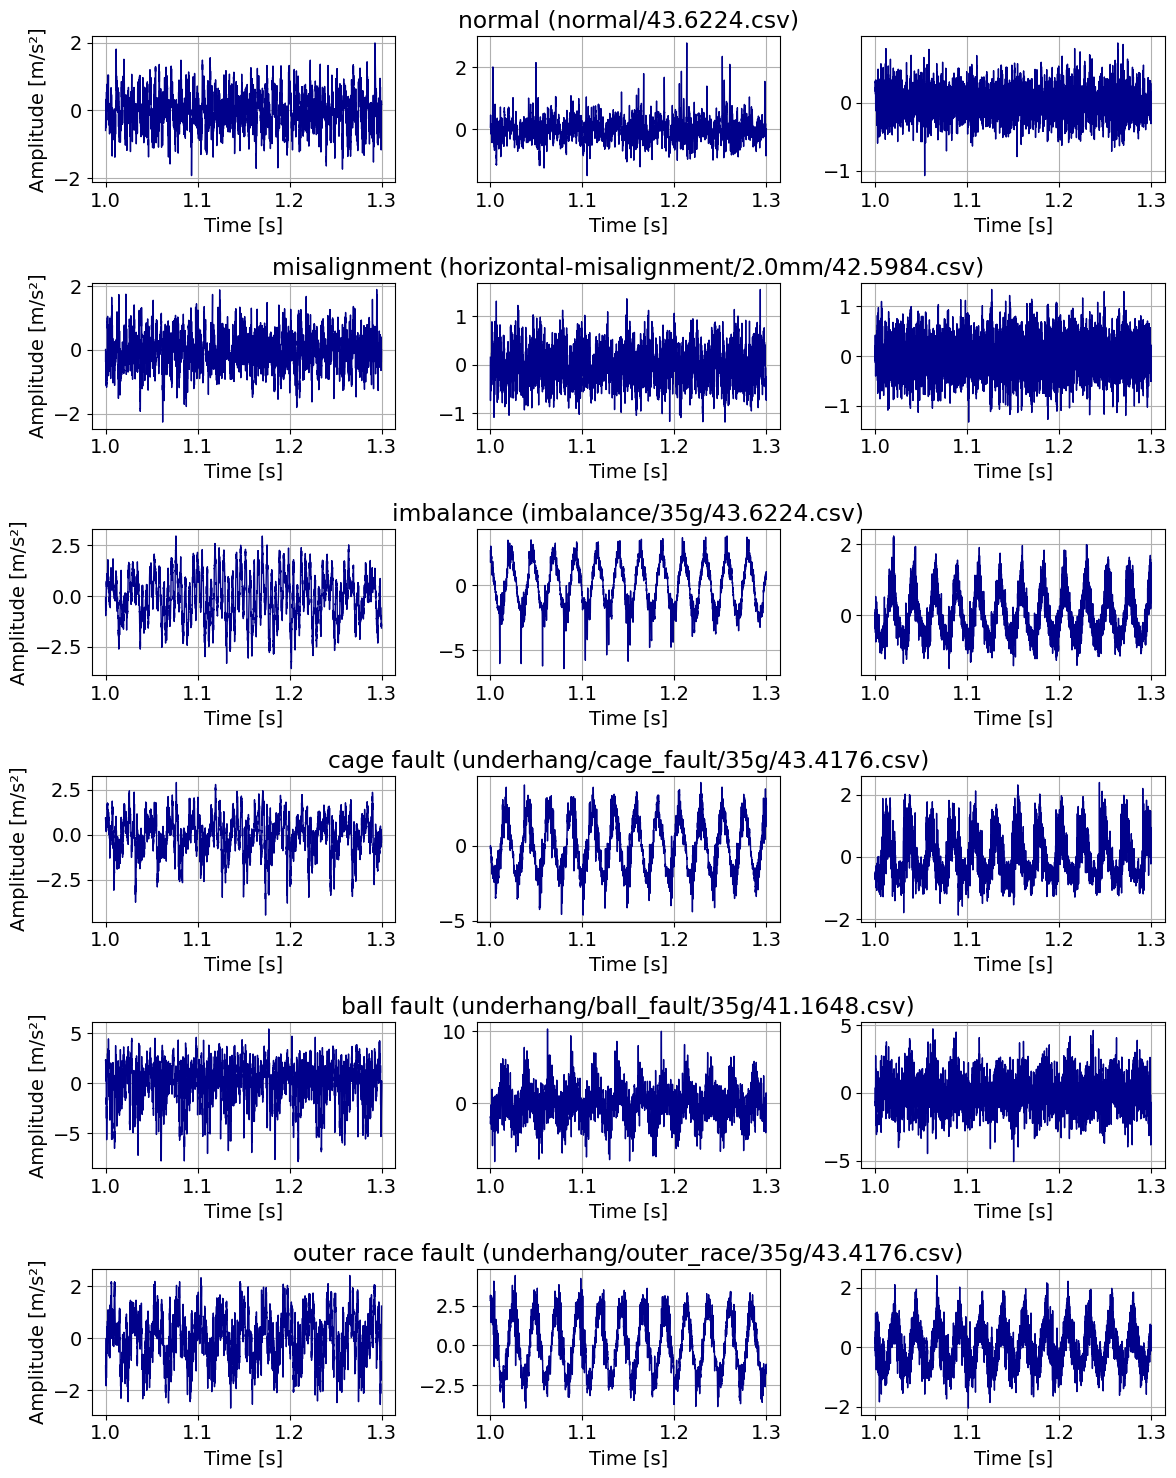 normal (normal/43.6224.csv)
Amplitude [m/s²]
2
0
−2
1.0 1.1 1.2 1.3
Time [s]
2
0
1.0 1.1 1.2 1.3
Time [s]
0
−1
1.0 1.1 1.2 1.3
Time [s]
misalignment (horizontal-misalignment/2.0mm/42.5984.csv)
Amplitude [m/s²]
2
0
−2
1.0 1.1 1.2 1.3
Time [s]
1
0
−1
1.0 1.1 1.2 1.3
Time [s]
1
0
−1
1.0 1.1 1.2 1.3
Time [s]
imbalance (imbalance/35g/43.6224.csv)
Amplitude [m/s²]
2.5
0.0
−2.5
1.0 1.1 1.2 1.3
Time [s]
0
−5
1.0 1.1 1.2 1.3
Time [s]
2
0
1.0 1.1 1.2 1.3
Time [s]
cage fault (underhang/cage_fault/35g/43.4176.csv)
Amplitude [m/s²]
2.5
0.0
−2.5
1.0 1.1 1.2 1.3
Time [s]
0
−5
1.0 1.1 1.2 1.3
Time [s]
2
0
−2
1.0 1.1 1.2 1.3
Time [s]
ball fault (underhang/ball_fault/35g/41.1648.csv)
Amplitude [m/s²]
5
0
−5
1.0 1.1 1.2 1.3
Time [s]
10
0
1.0 1.1 1.2 1.3
Time [s]
5
0
−5
1.0 1.1 1.2 1.3
Time [s]
outer race fault (underhang/outer_race/35g/43.4176.csv)
Amplitude [m/s²]
2
0
−2
1.0 1.1 1.2 1.3
Time [s]
2.5
0.0
−2.5
1.0 1.1 1.2 1.3
Time [s]
2
0
−2
1.0 1.1 1.2 1.3
Time [s]